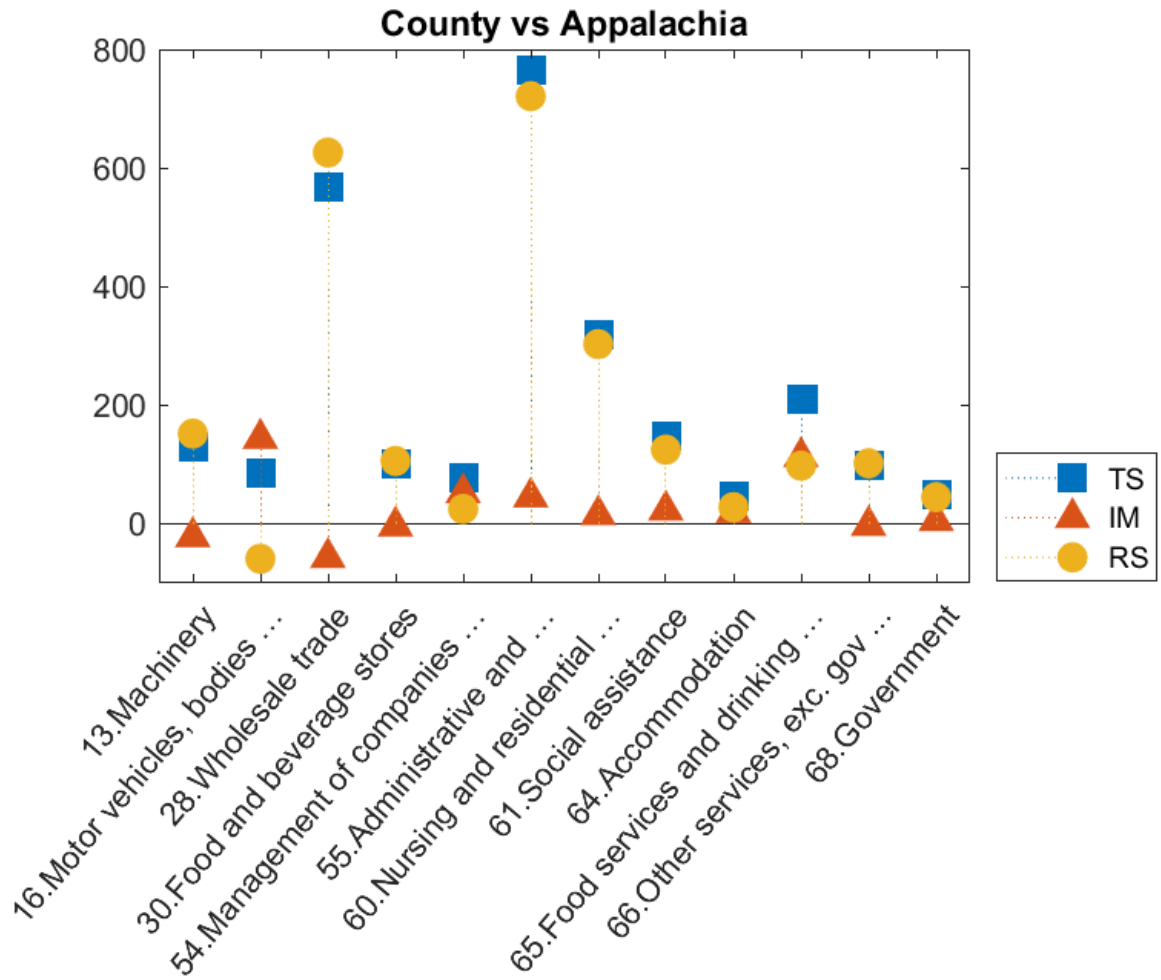 County vs Appalachia
800
600
400
200
0
TS
IM
RS
13.Machinery
16.Motor vehicles, bodies …
28.Wholesale trade
30.Food and beverage stores
54.Management of companies …
55.Administrative and …
60.Nursing and residential …
61.Social assistance
64.Accommodation
65.Food services and drinking …
66.Other services, exc. gov …
68.Government